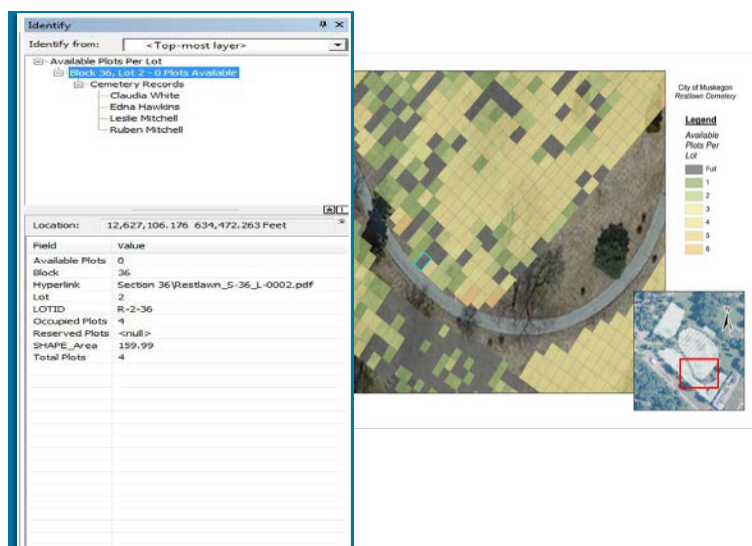 Identify
Identify from: <Top-most layer>
Available Plots Per Lot
Block 36, Lot 2 - 0 Plots Available
Cemetery Records
Claudia White
Edna Hawkins
Leslie Mitchell
Ruben Mitchell
Location: 12,627,106.176 634,472.263 Feet
Field Value
Available Plots 0
Block 36
Hyperlink Section 36\Restlawn_S-36_L-0002.pdf
Lot 2
LOTID R-2-36
Occupied Plots 4
Reserved Plots <null>
SHAPE_Area 159.99
Total Plots 4
City of Muskegon
Restlawn Cemetery
Legend
Available
Plots Per
Lot
Full
1
2
3
4
5
6